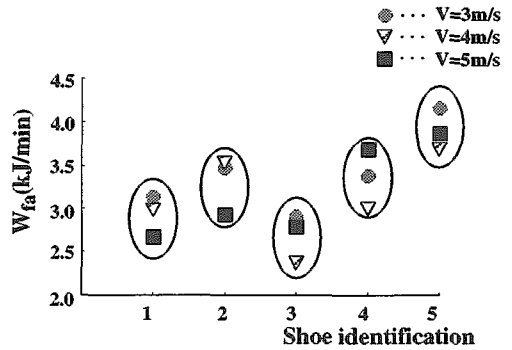 ··· V=3m/s
··· V=4m/s
··· V=5m/s
W_fa(kJ/min)
4.5
4.0
3.5
3.0
2.5
2.0
1 2 3 4 5
Shoe identification